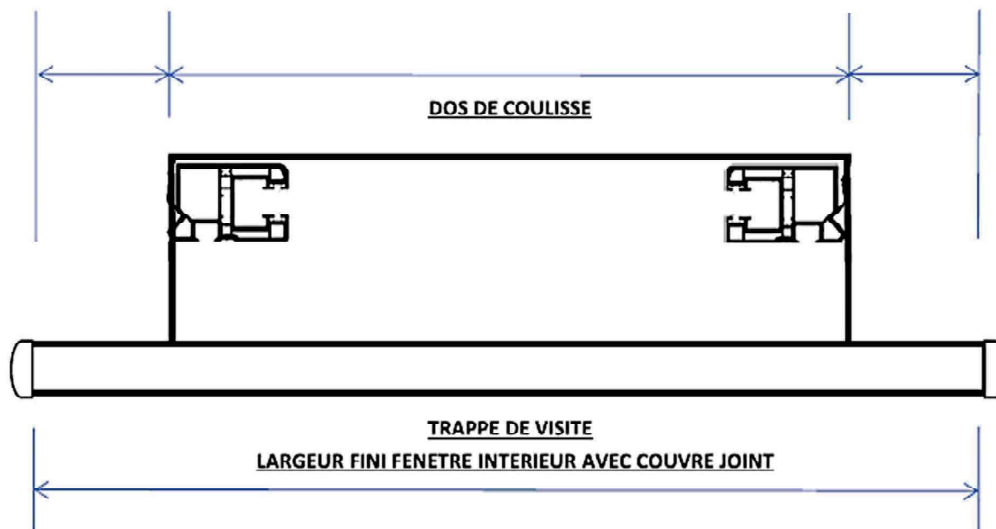 DOS DE COULISSE
TRAPPE DE VISITE
LARGEUR FINI FENETRE INTERIEUR AVEC COUVRE JOINT